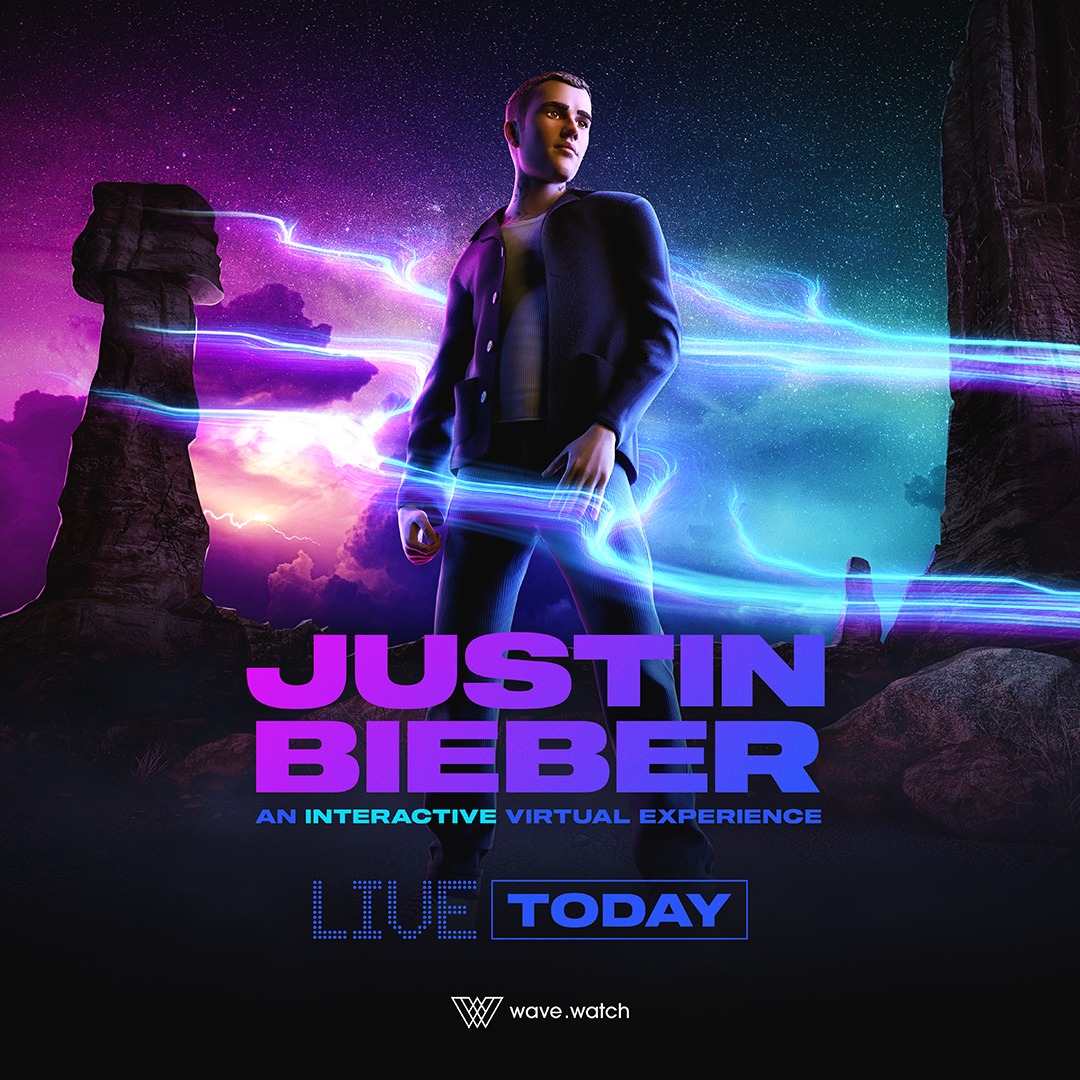 JUSTIN
BIEBER
AN INTERACTIVE VIRTUAL EXPERIENCE
LIVE TODAY
wave.watch